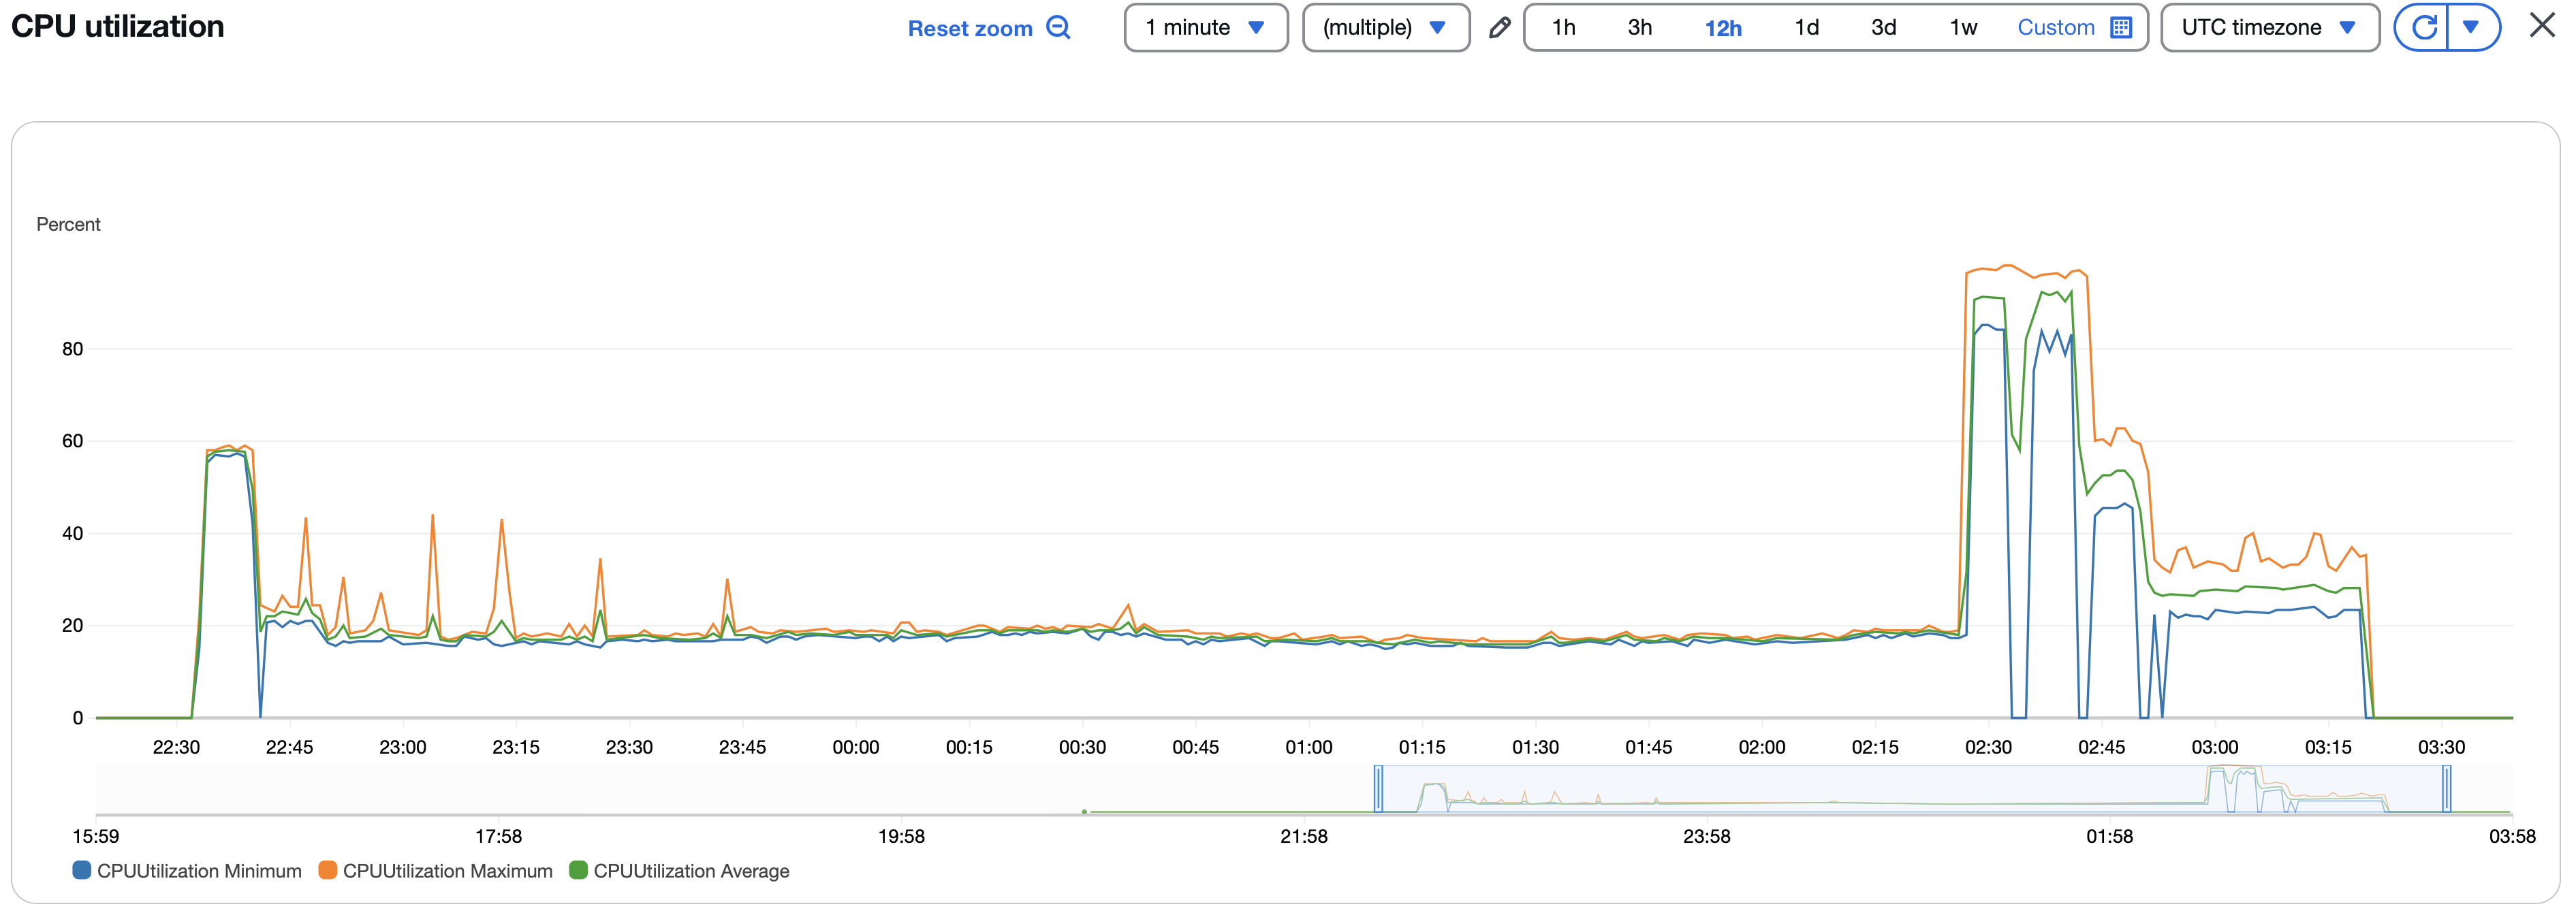 CPU utilization
Reset zoom
1 minute
(multiple)
1h 3h 12h 1d 3d 1w Custom
UTC timezone
Percent
80
60
40
20
0
22:30 22:45 23:00 23:15 23:30 23:45 00:00 00:15 00:30 00:45 01:00 01:15 01:30 01:45 02:00 02:15 02:30 02:45 03:00 03:15 03:30
15:59 17:58 19:58 21:58 23:58 01:58 03:58
CPUUtilization Minimum CPUUtilization Maximum CPUUtilization Average